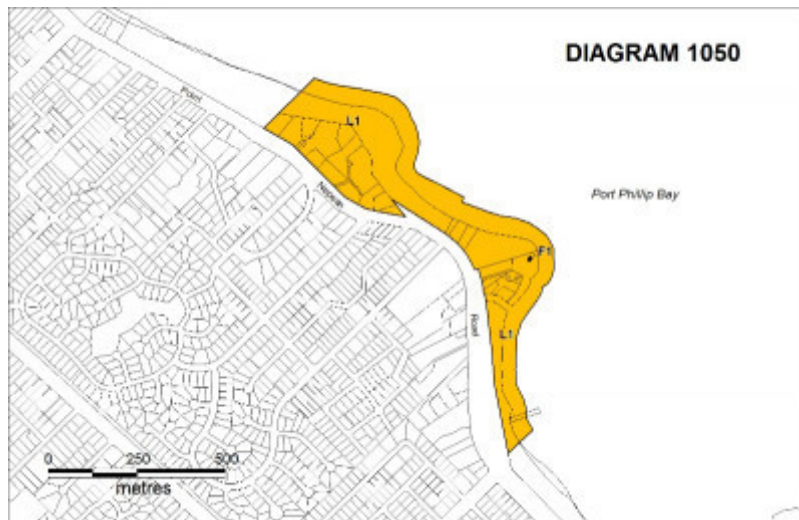 DIAGRAM 1050
Point
L1
Nepean
Port Phillip Bay
F1
L1
Road
0 250 500
metres